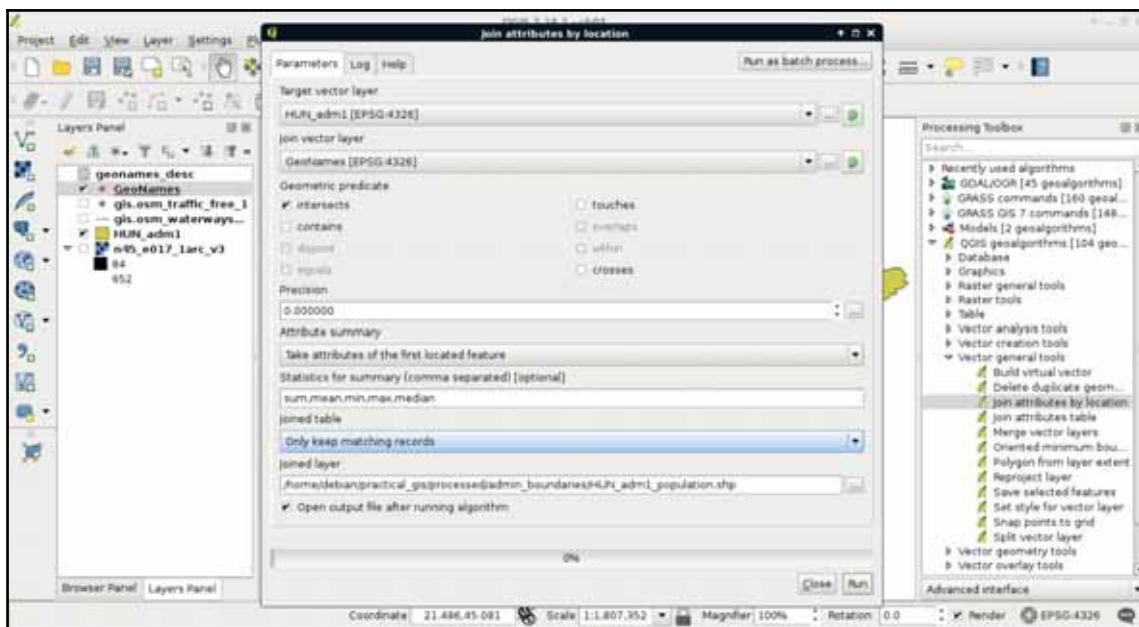 Project Edit View Layer Settings
Join attributes by location
Parameters Log Help
Run as batch process...
Target vector layer
HUN_adm1 [EPSG:4326]
Join vector layer
GeoNames [EPSG:4326]
Geometric predicate
intersects
touches
contains
overlaps
disjoint
within
equals
crosses
Precision
0.000000
Attribute summary
Take attributes of the first located feature
Statistics for summary (comma separated) [optional]
sum,mean,min,max,median
Joined table
Only keep matching records
Joined layer
/home/debian/practical_gis/processed/admin_boundaries/HUN_adm1_population.shp
Open output file after running algorithm
0%
Close Run
Layers Panel
geonames_desc
GeoNames
gis.osm_traffic_free_1
gis.osm_waterways...
HUN_adm1
n45_e017_1arc_v3
84
652
Browser Panel Layers Panel
Processing Toolbox
Search...
Recently used algorithms
GDAL/OGR [45 geoalgorithms]
GRASS commands [160 geoal...
GRASS GIS 7 commands [148...
Models [2 geoalgorithms]
QGIS geoalgorithms [104 geo...
Database
Graphics
Raster general tools
Raster tools
Table
Vector analysis tools
Vector creation tools
Vector general tools
Build virtual vector
Delete duplicate geom...
Join attributes by location
Join attributes table
Merge vector layers
Oriented minimum bou...
Polygon from layer extent
Reproject layer
Save selected features
Set style for vector layer
Snap points to grid
Split vector layer
Vector geometry tools
Vector overlay tools
Advanced interface
Coordinate 21.486,45.081 Scale 1:1,807,352 Magnifier 100% Rotation 0.0 Render EPSG:4326